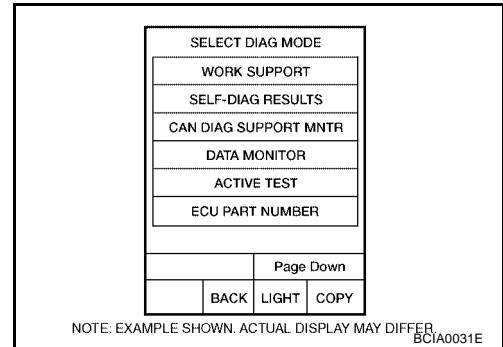 SELECT DIAG MODE
WORK SUPPORT
SELF-DIAG RESULTS
CAN DIAG SUPPORT MNTR
DATA MONITOR
ACTIVE TEST
ECU PART NUMBER
Page Down
BACK LIGHT COPY
NOTE: EXAMPLE SHOWN. ACTUAL DISPLAY MAY DIFFER.
BCIA0031E